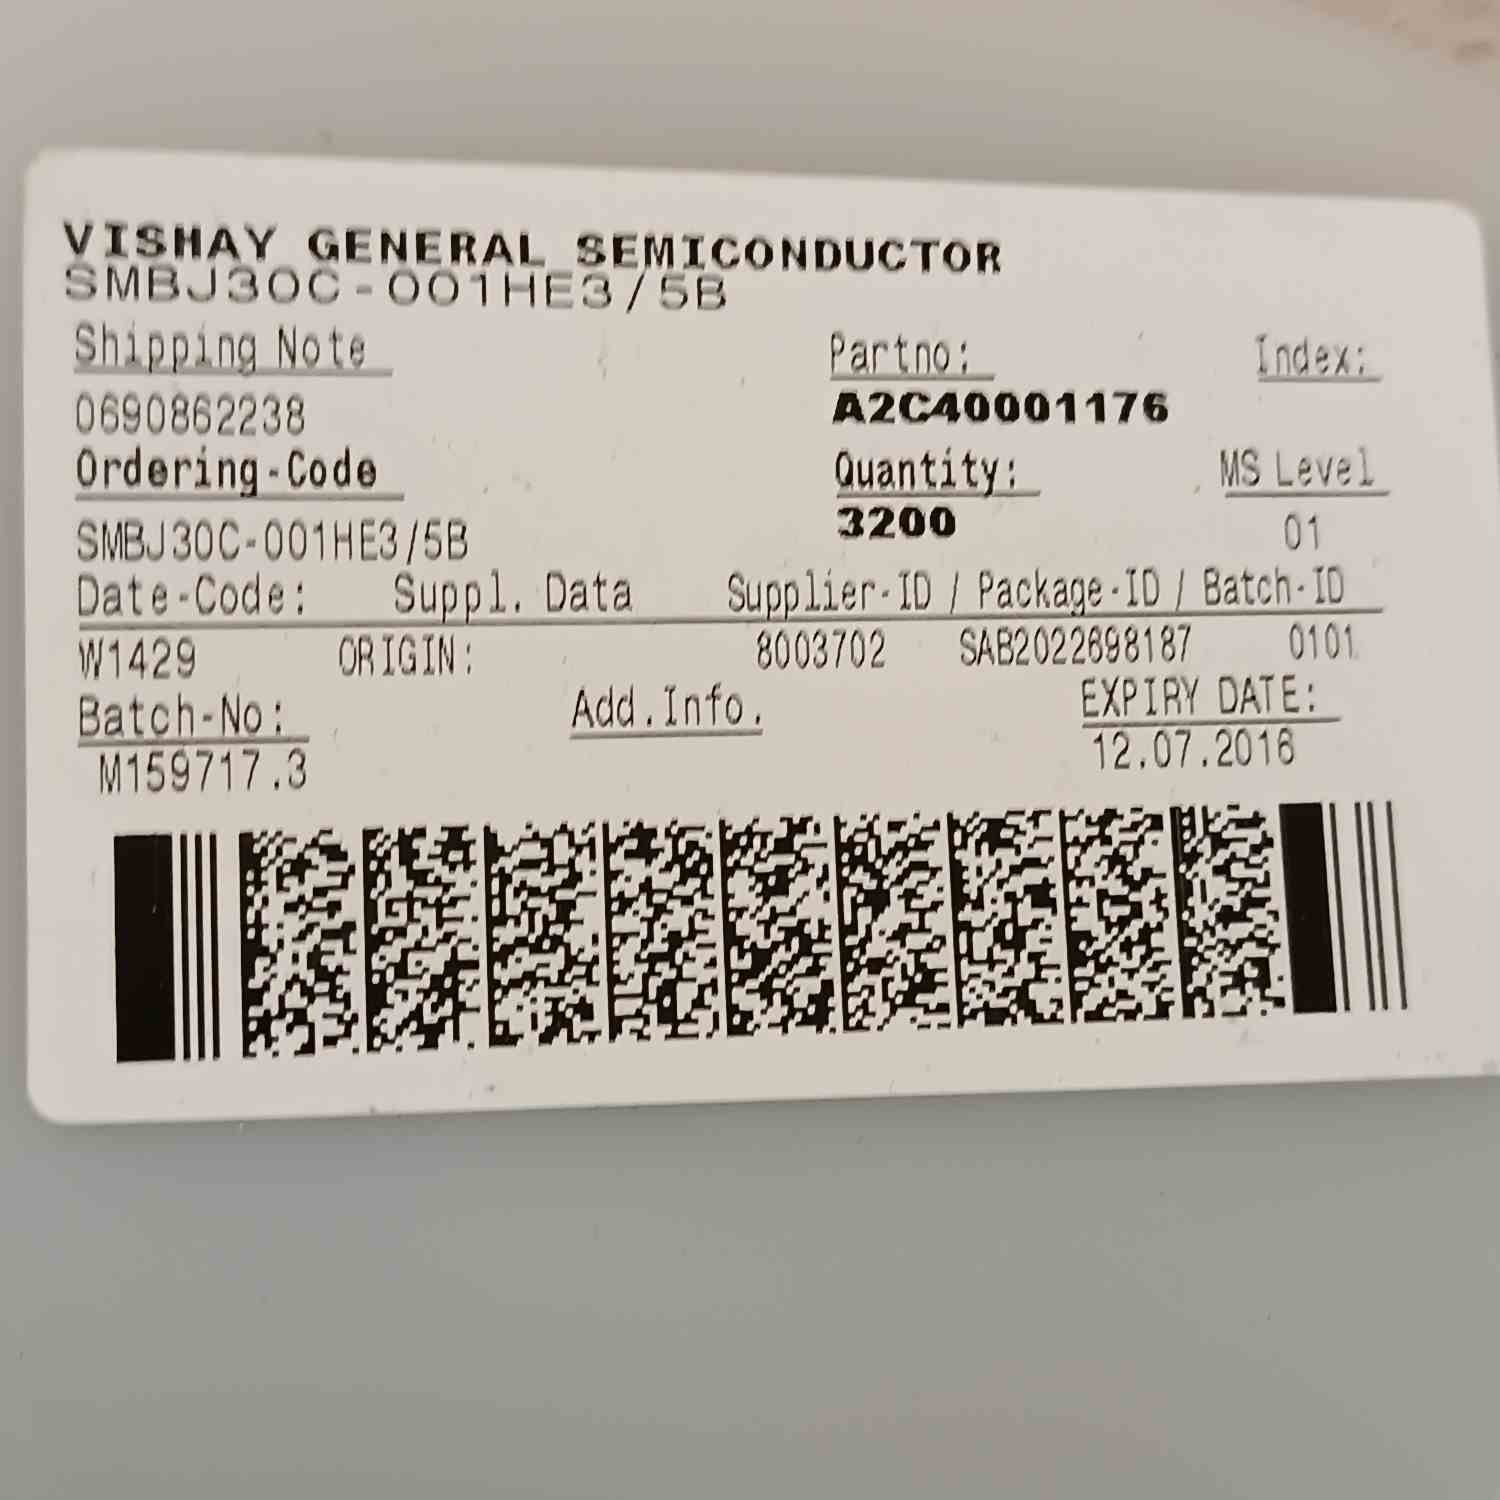 VISHAY GENERAL SEMICONDUCTOR
SMBJ30C-001HE3/5B
Shipping Note Partno: Index:
0690862238 A2C40001176
Ordering-Code Quantity: MS Level
SMBJ30C-001HE3/5B 3200 01
Date-Code: Suppl. Data Supplier-ID / Package-ID / Batch-ID
W1429 ORIGIN: 8003702 SAB2022698187 0101
Batch-No: Add.Info. EXPIRY DATE:
M159717.3 12.07.2016